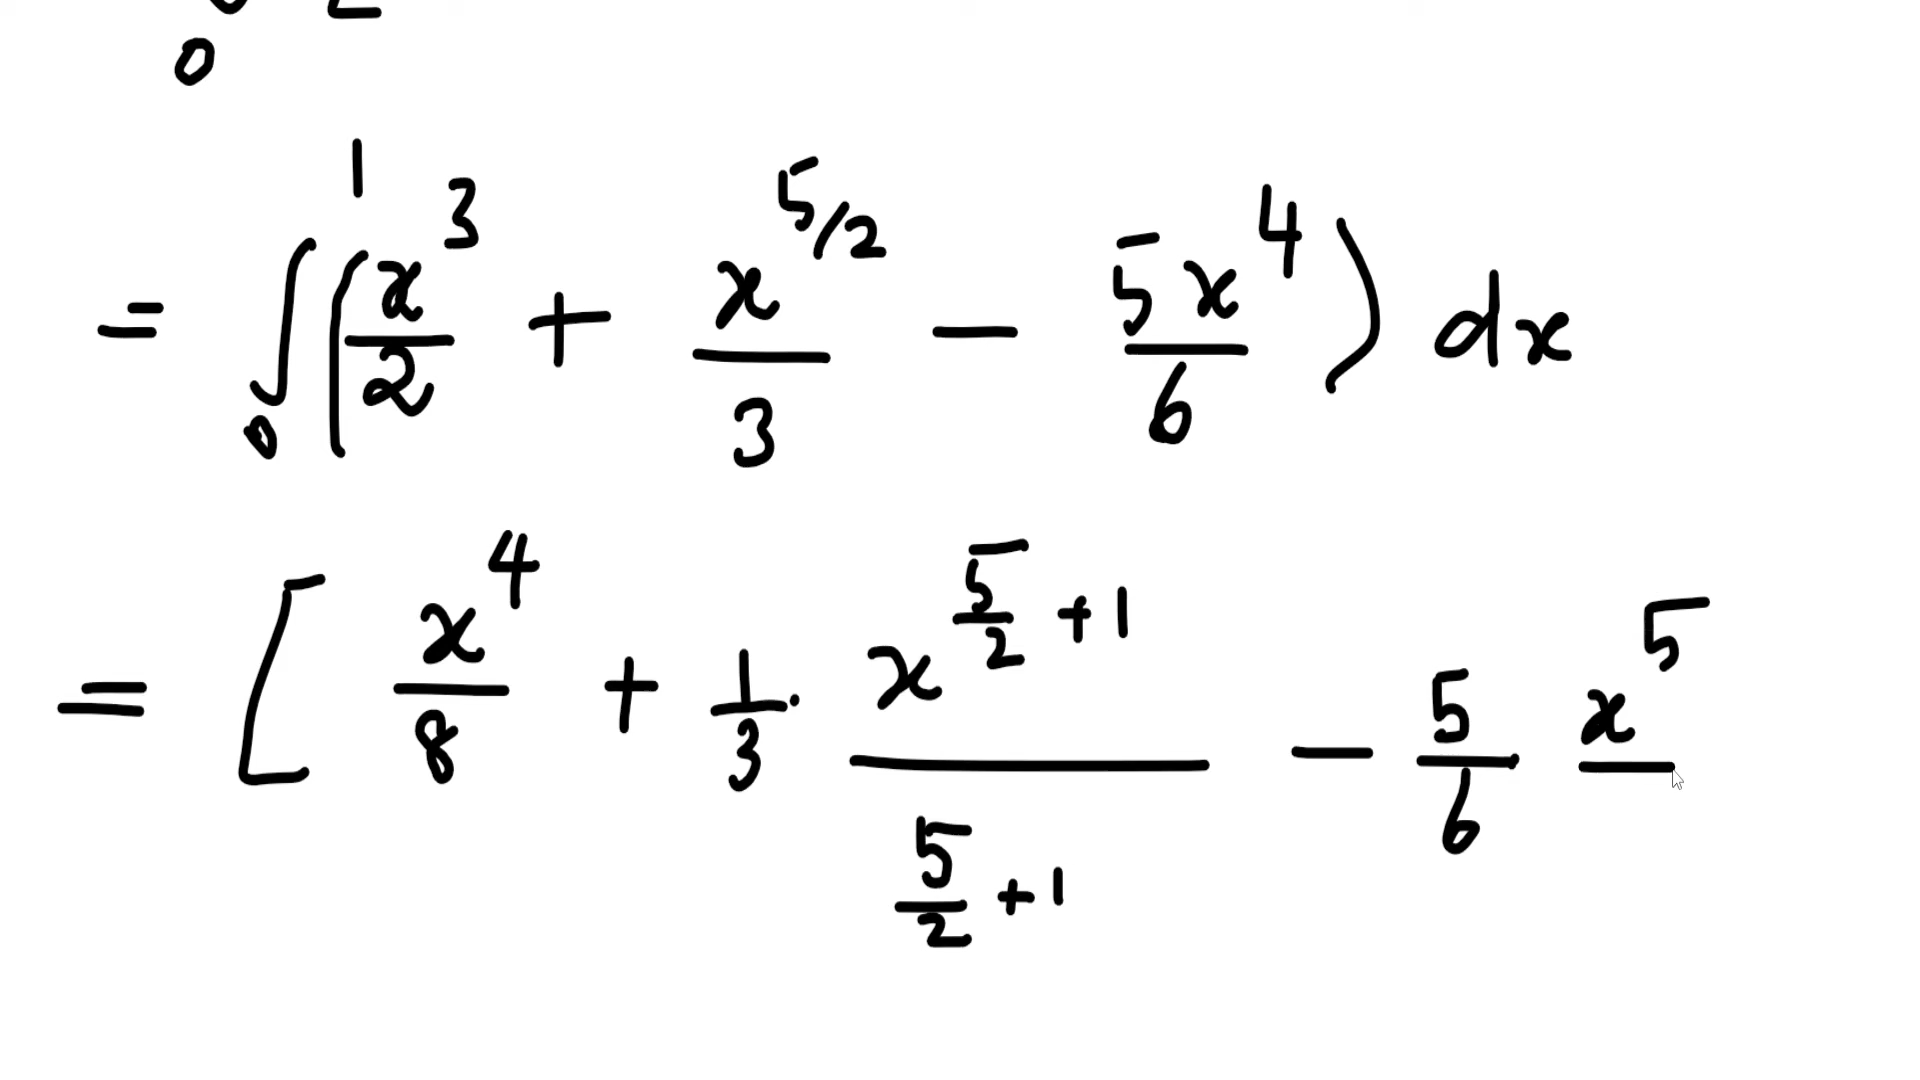 0
= ∫₀¹ (x³/2 + x^(5/2)/3 − 5x⁴/6) dx
= [ x⁴/8 + 1/3 · x^(5/2 + 1)/(5/2 + 1) − 5/6 x⁵/